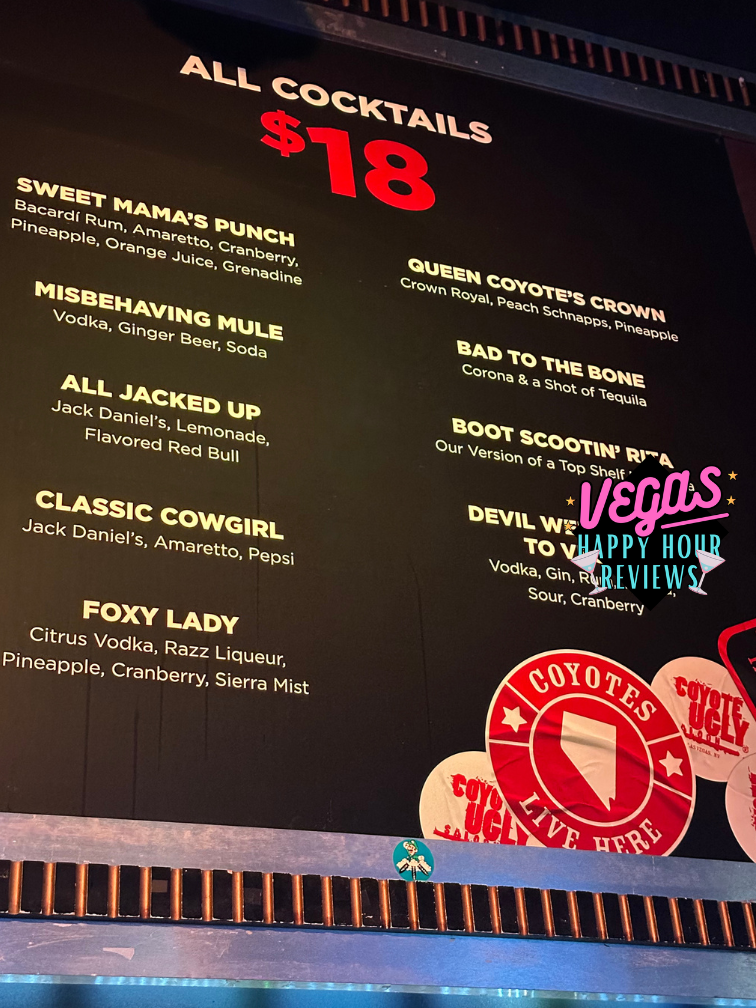 ALL COCKTAILS
$18
SWEET MAMA'S PUNCH
Bacardí Rum, Amaretto, Cranberry,
Pineapple, Orange Juice, Grenadine
MISBEHAVING MULE
Vodka, Ginger Beer, Soda
ALL JACKED UP
Jack Daniel's, Lemonade,
Flavored Red Bull
CLASSIC COWGIRL
Jack Daniel's, Amaretto, Pepsi
FOXY LADY
Citrus Vodka, Razz Liqueur,
Pineapple, Cranberry, Sierra Mist
QUEEN COYOTE'S CROWN
Crown Royal, Peach Schnapps, Pineapple
BAD TO THE BONE
Corona & a Shot of Tequila
BOOT SCOOTIN' RITA
Our Version of a Top Shelf
DEVIL
TO
Vodka, Gin,
Sour, Cranberry
VEGAS
HAPPY HOUR
REVIEWS
COYOTES
LIVE HERE
COYOTE
UGLY
SALOON
UGLY